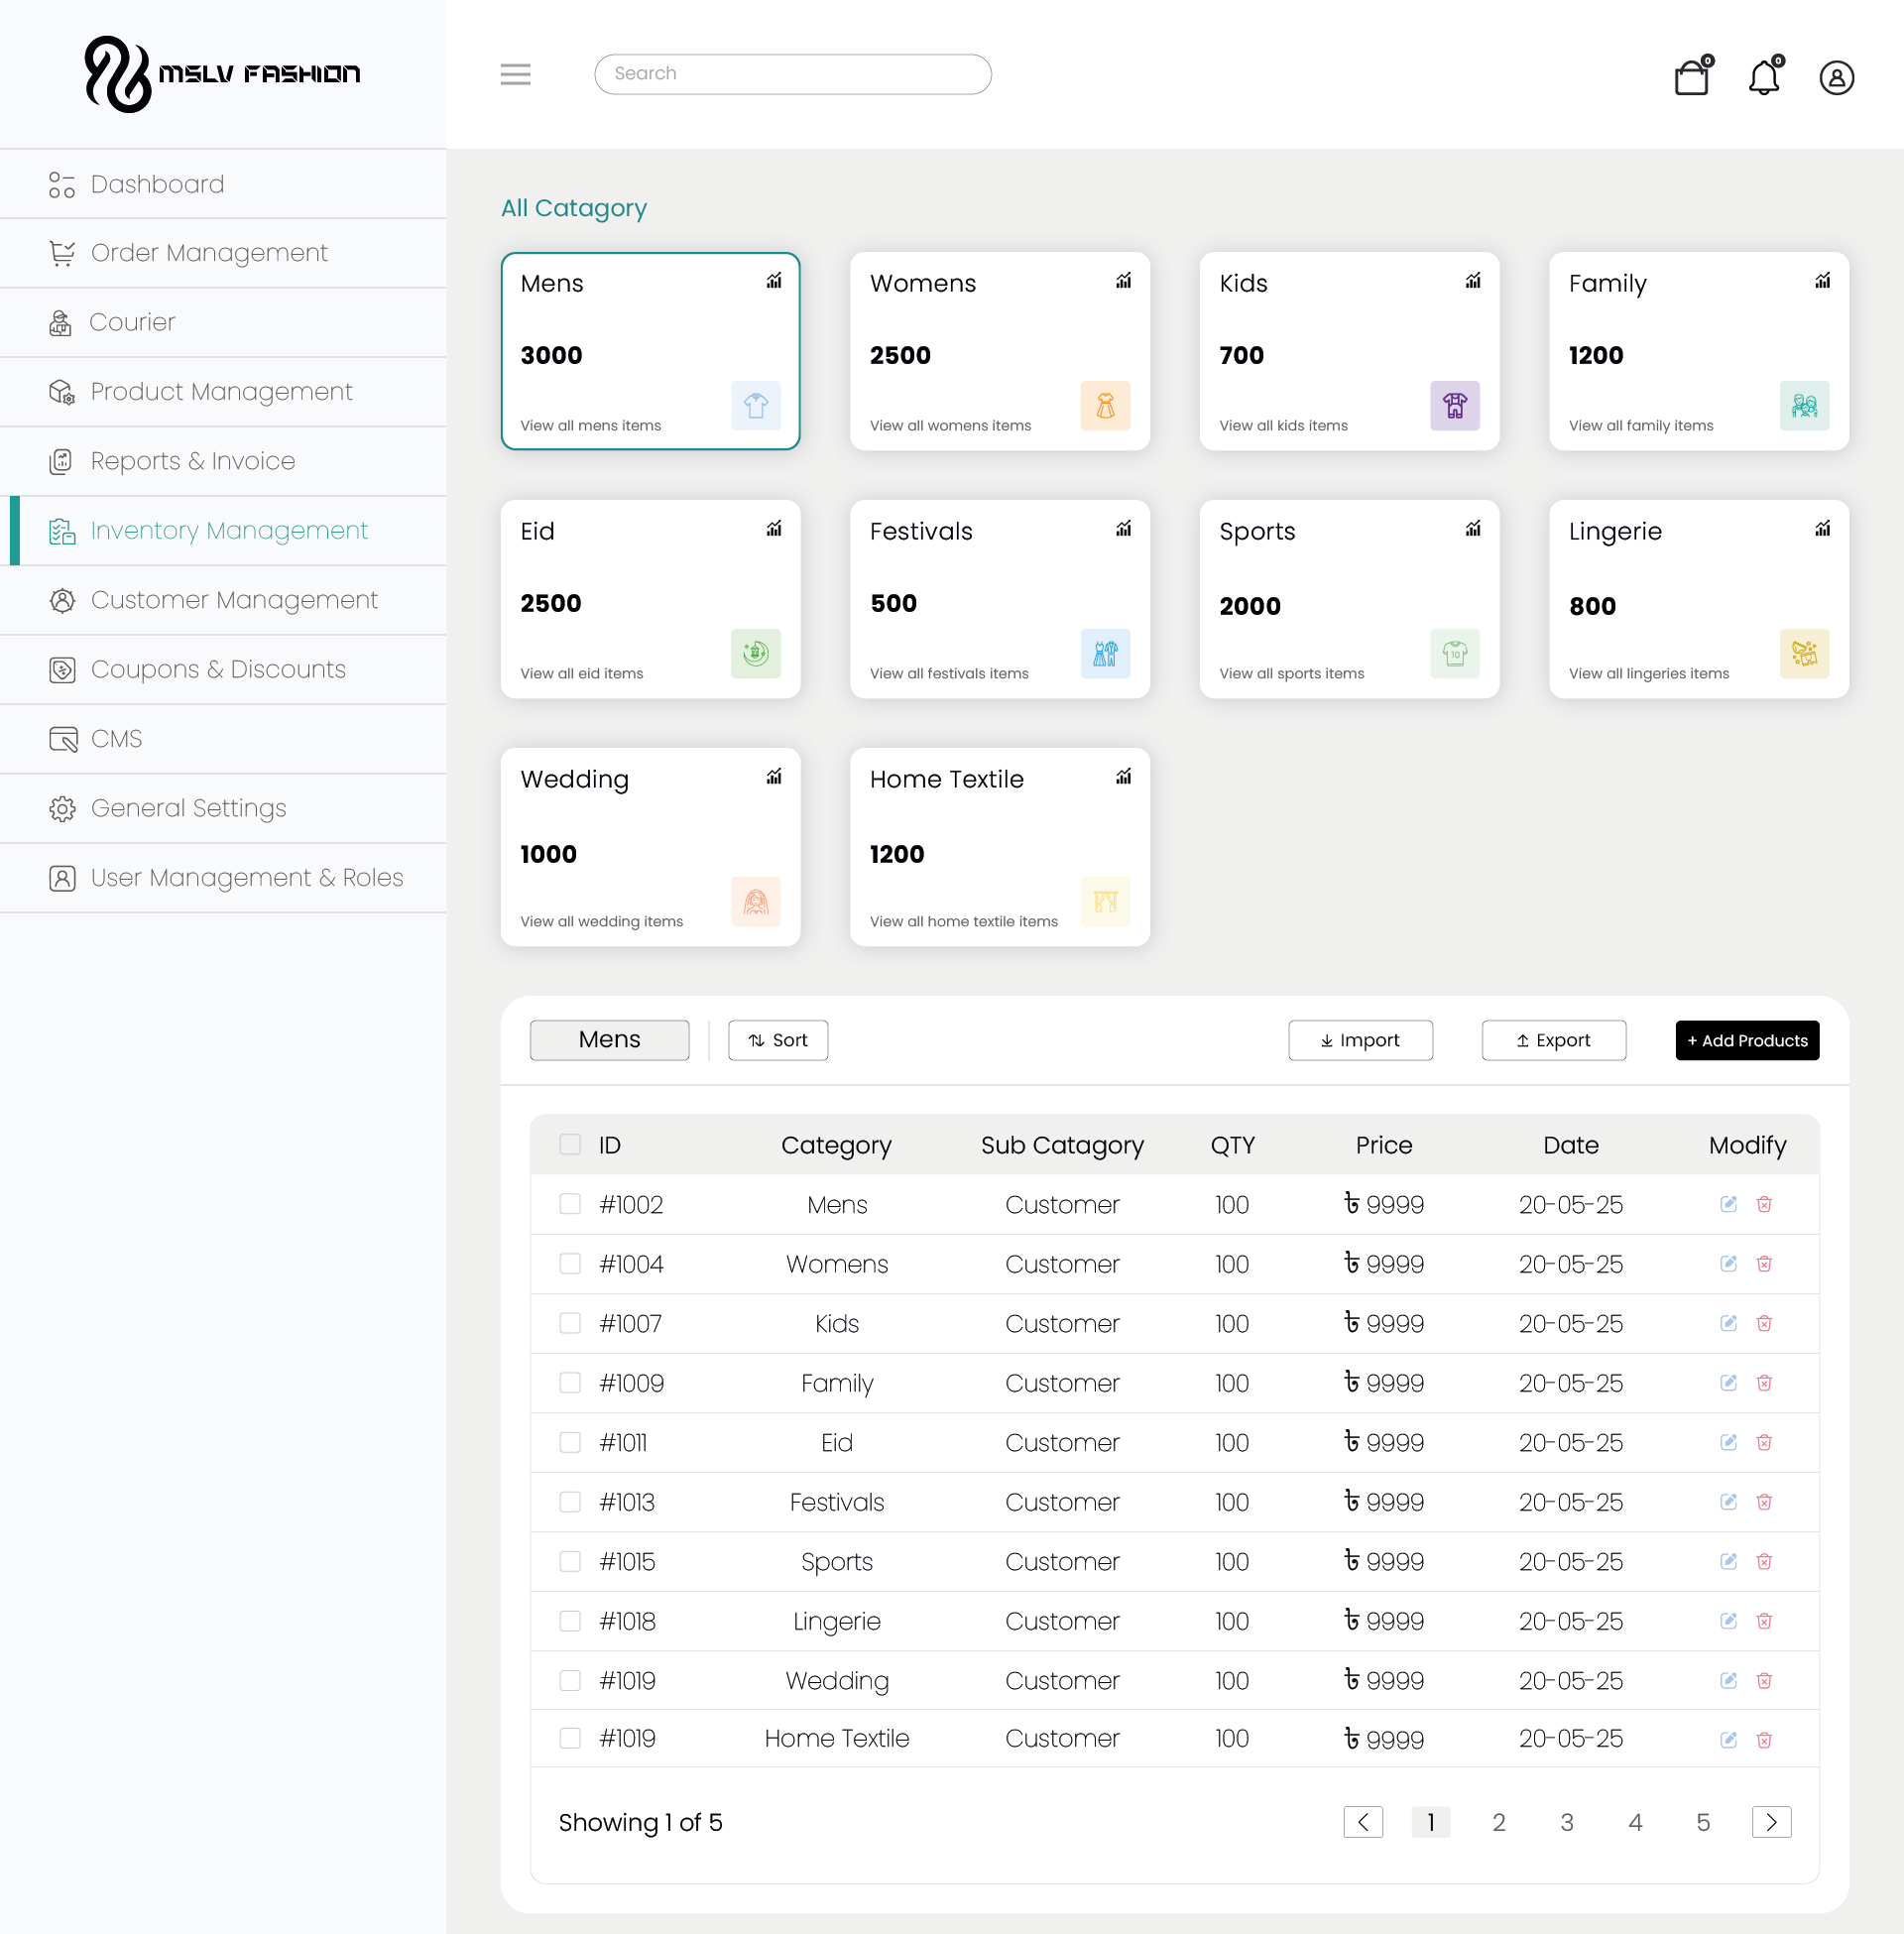 MSLV FASHION
Search
0
0
Dashboard
Order Management
Courier
Product Management
Reports & Invoice
Inventory Management
Customer Management
Coupons & Discounts
CMS
General Settings
User Management & Roles
All Catagory
Mens
3000
View all mens items
Womens
2500
View all womens items
Kids
700
View all kids items
Family
1200
View all family items
Eid
2500
View all eid items
Festivals
500
View all festivals items
Sports
2000
10
View all sports items
Lingerie
800
View all lingeries items
Wedding
1000
View all wedding items
Home Textile
1200
View all home textile items
Mens Sort Import Export + Add Products
ID Category Sub Catagory QTY Price Date Modify
#1002 Mens Customer 100 ৳ 9999 20-05-25
#1004 Womens Customer 100 ৳ 9999 20-05-25
#1007 Kids Customer 100 ৳ 9999 20-05-25
#1009 Family Customer 100 ৳ 9999 20-05-25
#1011 Eid Customer 100 ৳ 9999 20-05-25
#1013 Festivals Customer 100 ৳ 9999 20-05-25
#1015 Sports Customer 100 ৳ 9999 20-05-25
#1018 Lingerie Customer 100 ৳ 9999 20-05-25
#1019 Wedding Customer 100 ৳ 9999 20-05-25
#1019 Home Textile Customer 100 ৳ 9999 20-05-25
Showing 1 of 5 1 2 3 4 5